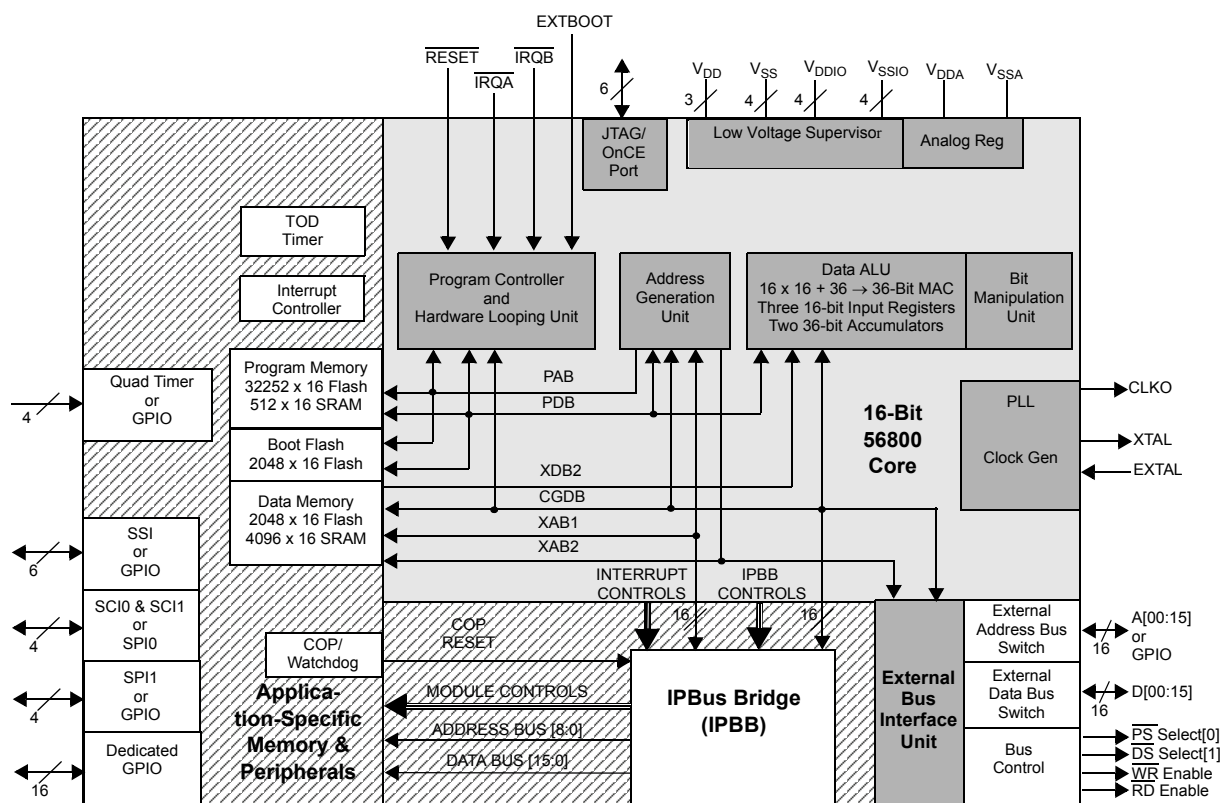 EXTBOOT
RESET
IRQB
IRQA
VDD
VSS
VDDIO
VSSIO
VDDA
VSSA
6
3
4
4
4
JTAG/
OnCE
Port
Low Voltage Supervisor
Analog Reg
TOD
Timer
Interrupt
Controller
Program Controller
and
Hardware Looping Unit
Address
Generation
Unit
Data ALU
16 x 16 + 36 → 36-Bit MAC
Three 16-bit Input Registers
Two 36-bit Accumulators
Bit
Manipulation
Unit
Quad Timer
or
GPIO
4
Program Memory
32252 x 16 Flash
512 x 16 SRAM
Boot Flash
2048 x 16 Flash
Data Memory
2048 x 16 Flash
4096 x 16 SRAM
PAB
PDB
XDB2
CGDB
XAB1
XAB2
16-Bit
56800
Core
PLL
Clock Gen
CLKO
XTAL
EXTAL
SSI
or
GPIO
6
SCI0 & SCI1
or
SPI0
4
SPI1
or
GPIO
4
Dedicated
GPIO
16
INTERRUPT
CONTROLS
16
IPBB
CONTROLS
16
COP/
Watchdog
COP
RESET
MODULE CONTROLS
ADDRESS BUS [8:0]
DATA BUS [15:0]
Applica-
tion-Specific
Memory &
Peripherals
IPBus Bridge
(IPBB)
External
Bus
Interface
Unit
External
Address Bus
Switch
External
Data Bus
Switch
Bus
Control
16
A[00:15]
or
GPIO
16
D[00:15]
PS Select[0]
DS Select[1]
WR Enable
RD Enable